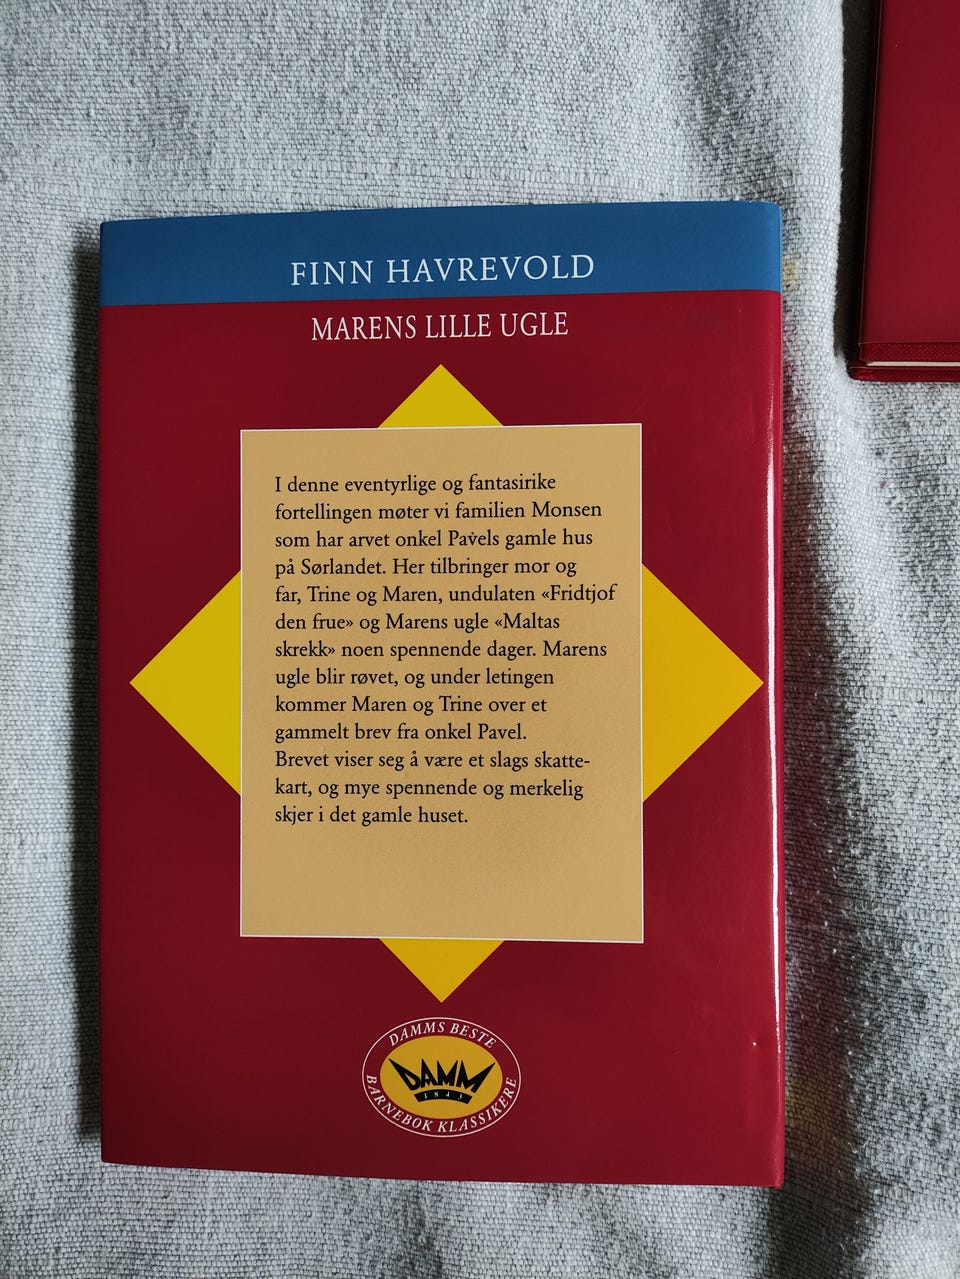 FINN HAVREVOLD
MARENS LILLE UGLE
I denne eventyrlige og fantasirike
fortellingen møter vi familien Monsen
som har arvet onkel Pavels gamle hus
på Sørlandet. Her tilbringer mor og
far, Trine og Maren, undulaten «Fridtjof
den frue» og Marens ugle «Maltas
skrekk» noen spennende dager. Marens
ugle blir røvet, og under letingen
kommer Maren og Trine over et
gammelt brev fra onkel Pavel.
Brevet viser seg å være et slags skatte-
kart, og mye spennende og merkelig
skjer i det gamle huset.
DAMMS BESTE
DAMM
1843
BARNEBOK KLASSIKERE